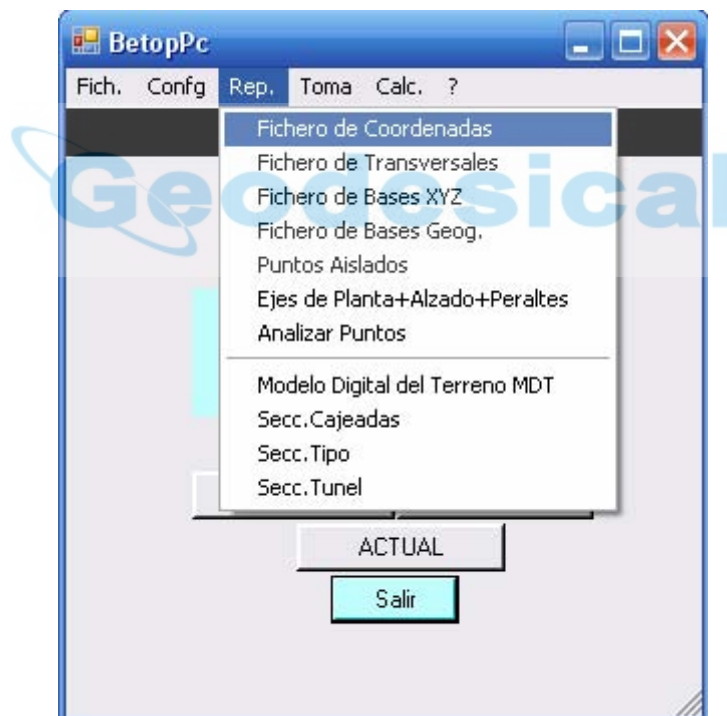 BetopPc
Fich. Confg Rep. Toma Calc. ?
Fichero de Coordenadas
Fichero de Transversales
Fichero de Bases XYZ
Fichero de Bases Geog.
Puntos Aislados
Ejes de Planta+Alzado+Peraltes
Analizar Puntos
Modelo Digital del Terreno MDT
Secc.Cajeadas
Secc.Tipo
Secc.Tunel
ACTUAL
Salir
Geodesical